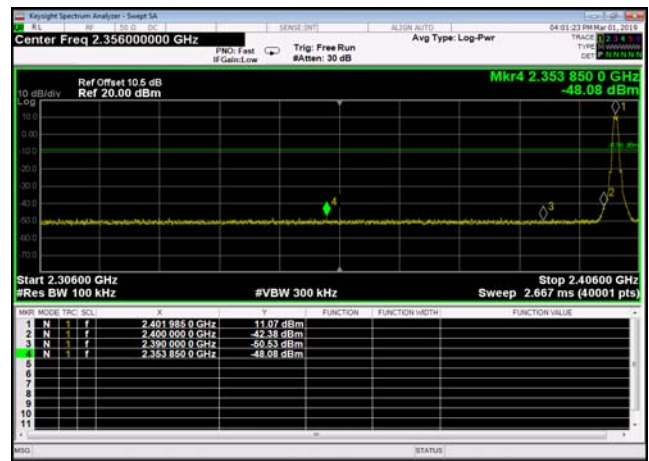 Keysight Spectrum Analyzer - Swept SA
RL RF 50 Ω DC SENSE:INT ALIGN AUTO 04:01:23 PM Mar 01, 2019
Center Freq 2.356000000 GHz Avg Type: Log-Pwr TRACE 1 2 3 4 5 6
PNO: Fast Trig: Free Run TYPE M WWWWW
IFGain:Low #Atten: 30 dB DET P NNNNN
Mkr4 2.353 850 0 GHz
Ref Offset 10.5 dB
10 dB/div Ref 20.00 dBm -48.08 dBm
Log
1
10.0
0.00
-10.0
-20.0
-30.0
-40.0
4 3 2
-50.0
-60.0
-70.0
Start 2.30600 GHz Stop 2.40600 GHz
#Res BW 100 kHz #VBW 300 kHz Sweep 2.667 ms (40001 pts)
MKR MODE TRC SCL X Y FUNCTION FUNCTION WIDTH FUNCTION VALUE
1 N 1 f 2.401 985 0 GHz 11.07 dBm
2 N 1 f 2.400 000 0 GHz -42.38 dBm
3 N 1 f 2.390 000 0 GHz -50.53 dBm
4 N 1 f 2.353 850 0 GHz -48.08 dBm
5
6
7
8
9
10
11
MSG STATUS